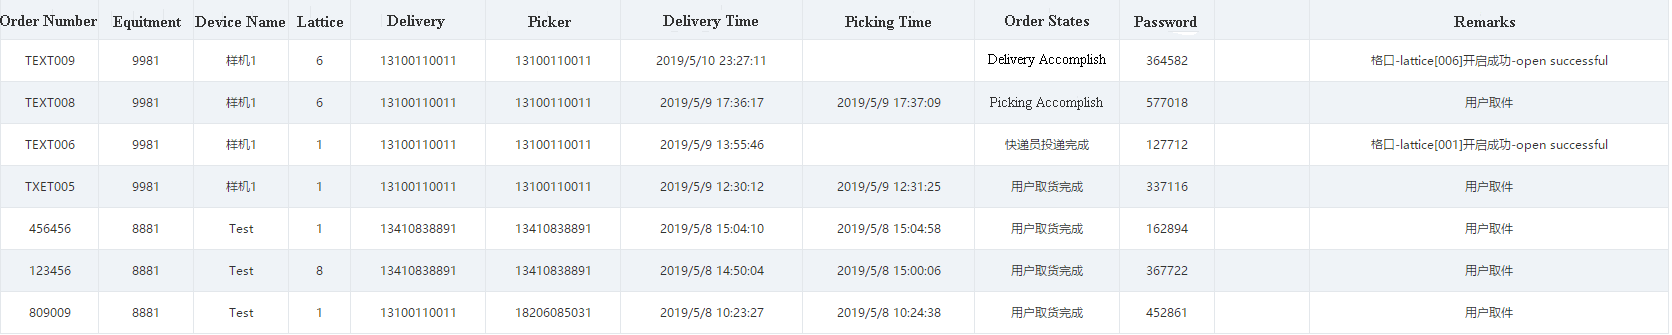 Order Number Equitment Device Name Lattice Delivery Picker Delivery Time Picking Time Order States Password Remarks
TEXT009 9981 样机1 6 13100110011 13100110011 2019/5/10 23:27:11 Delivery Accomplish 364582 格口-lattice[006]开启成功-open successful
TEXT008 9981 样机1 6 13100110011 13100110011 2019/5/9 17:36:17 2019/5/9 17:37:09 Picking Accomplish 577018 用户取件
TEXT006 9981 样机1 1 13100110011 13100110011 2019/5/9 13:55:46 快递员投递完成 127712 格口-lattice[001]开启成功-open successful
TXET005 9981 样机1 1 13100110011 13100110011 2019/5/9 12:30:12 2019/5/9 12:31:25 用户取货完成 337116 用户取件
456456 8881 Test 1 13410838891 13410838891 2019/5/8 15:04:10 2019/5/8 15:04:58 用户取货完成 162894 用户取件
123456 8881 Test 8 13410838891 13410838891 2019/5/8 14:50:04 2019/5/8 15:00:06 用户取货完成 367722 用户取件
809009 8881 Test 1 13100110011 18206085031 2019/5/8 10:23:27 2019/5/8 10:24:38 用户取货完成 452861 用户取件